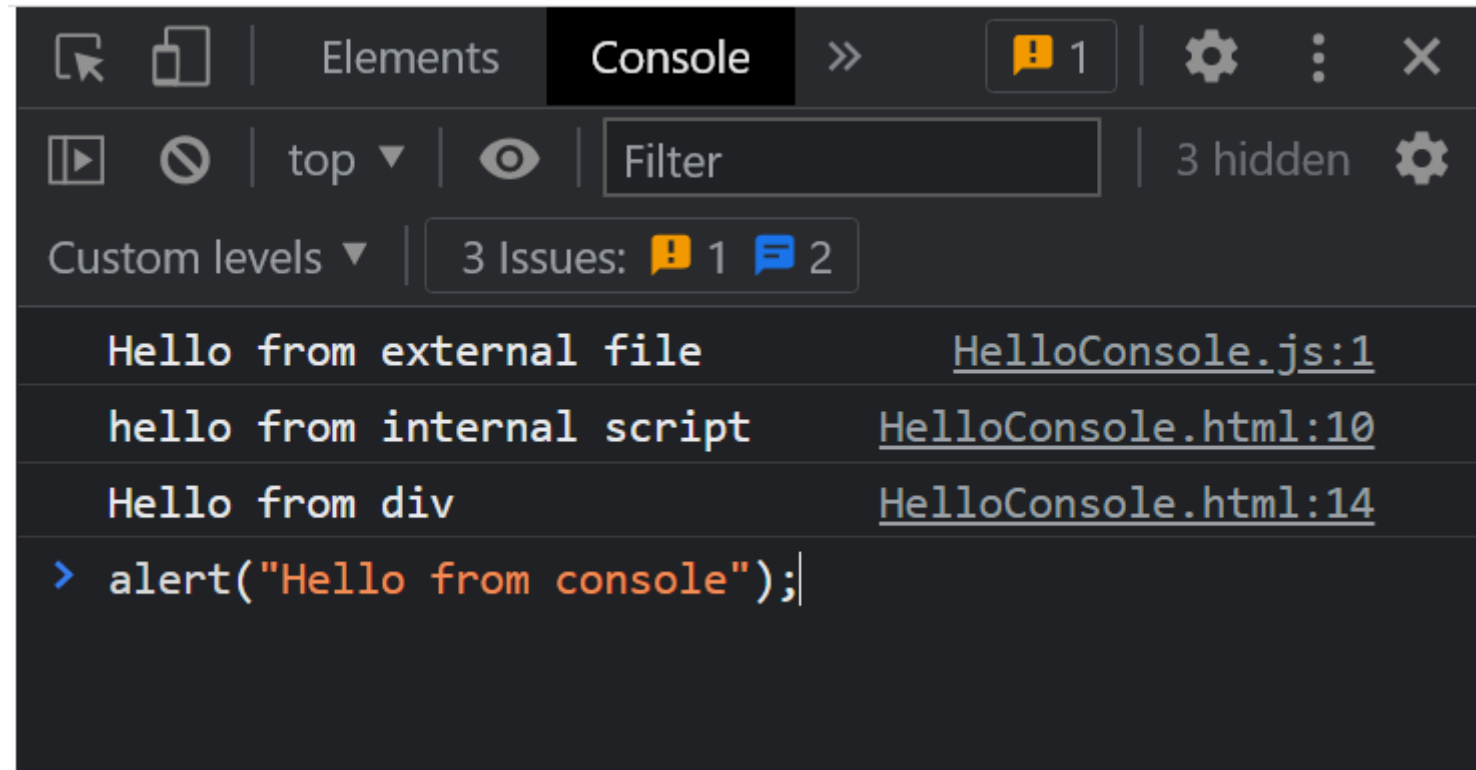 Elements Console » 1
top ▼ Filter 3 hidden
Custom levels ▼ 3 Issues: 1 2
Hello from external file HelloConsole.js:1
hello from internal script HelloConsole.html:10
Hello from div HelloConsole.html:14
> alert("Hello from console");